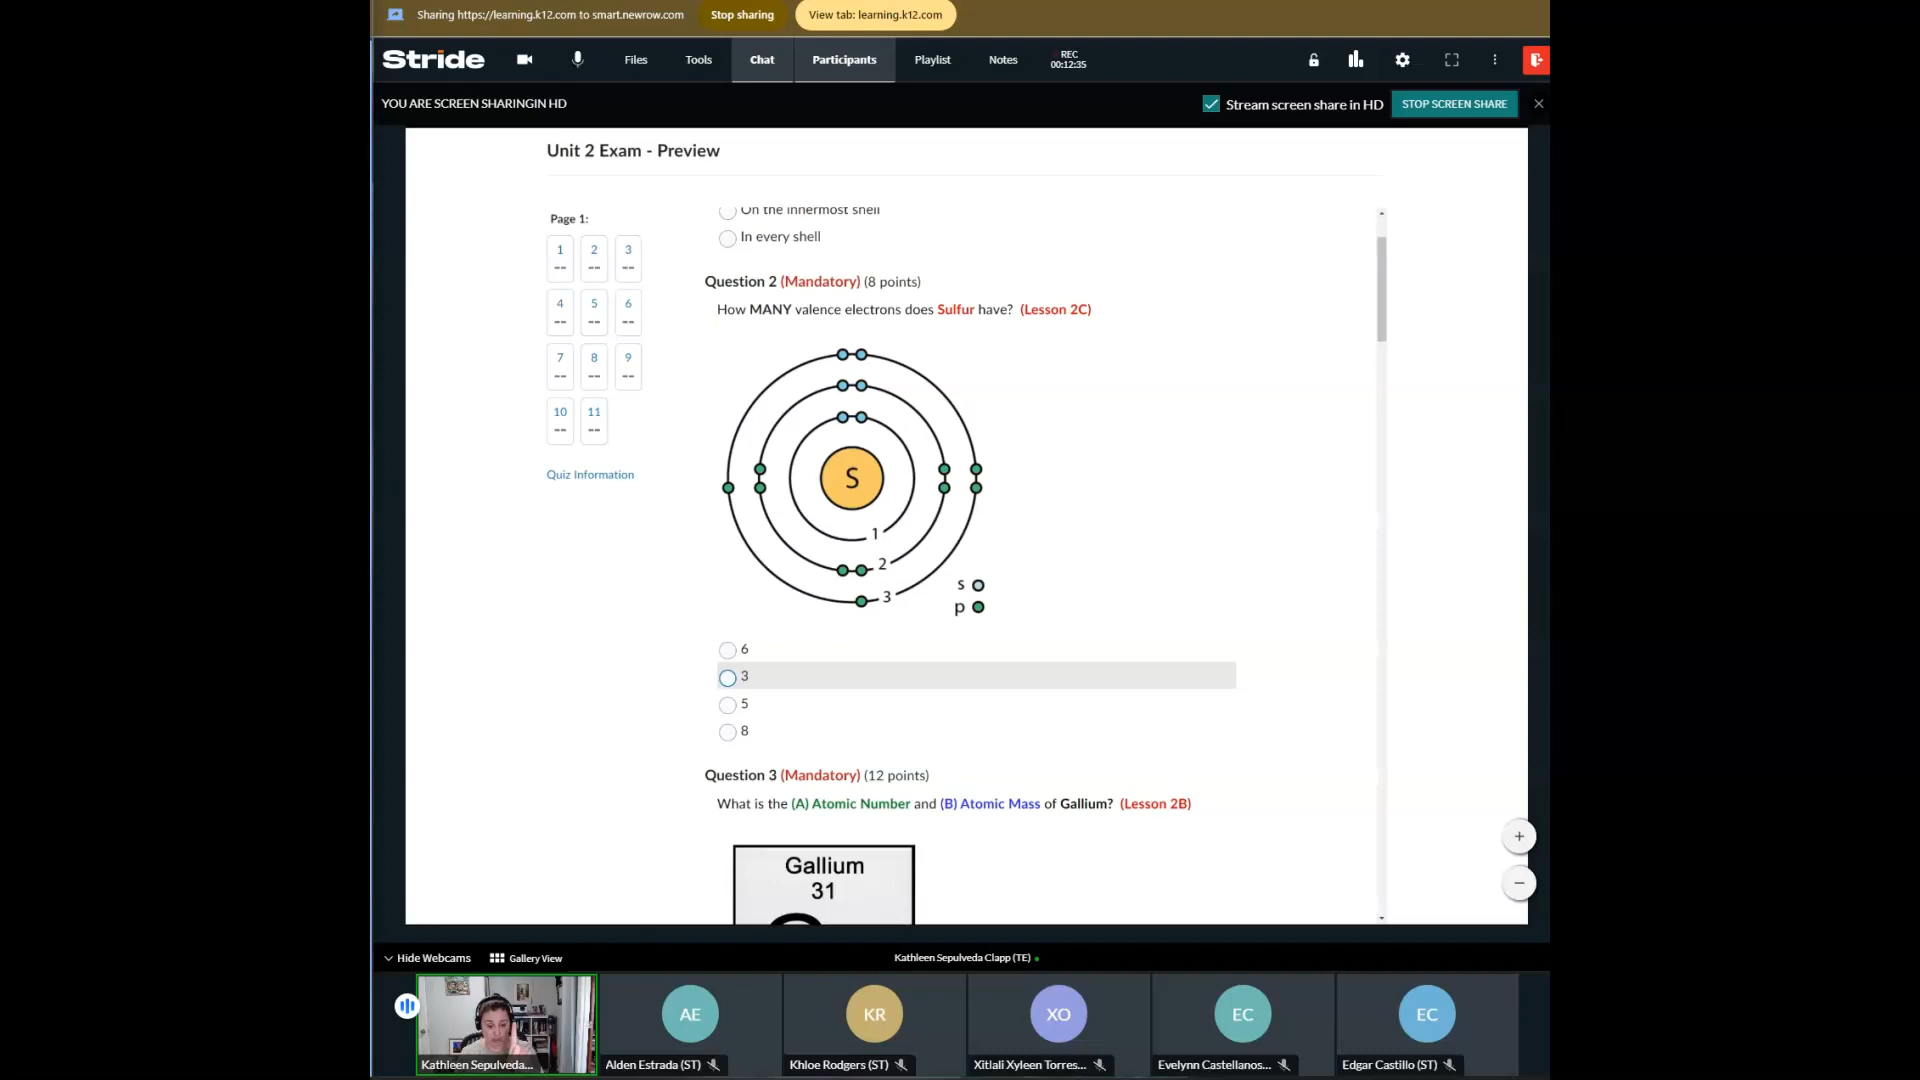 Sharing https://learning.k12.com to smart.newrow.com
Stop sharing
View tab: learning.k12.com
Stride
Files
Tools
Chat
Participants
Playlist
Notes
REC
00:12:35
YOU ARE SCREEN SHARINGIN HD
Stream screen share in HD
STOP SCREEN SHARE
Unit 2 Exam - Preview
Page 1:
1
--
2
--
3
--
4
--
5
--
6
--
7
--
8
--
9
--
10
--
11
--
Quiz Information
On the innermost shell
In every shell
Question 2 (Mandatory) (8 points)
How MANY valence electrons does Sulfur have? (Lesson 2C)
S
1
2
3
s
p
6
3
5
8
Question 3 (Mandatory) (12 points)
What is the (A) Atomic Number and (B) Atomic Mass of Gallium? (Lesson 2B)
Gallium
31
Hide Webcams
Gallery View
Kathleen Sepulveda Clapp (TE)
Kathleen Sepulveda...
AE
Alden Estrada (ST)
KR
Khloe Rodgers (ST)
XO
Xitlali Xyleen Torres...
EC
Evelynn Castellanos...
EC
Edgar Castillo (ST)